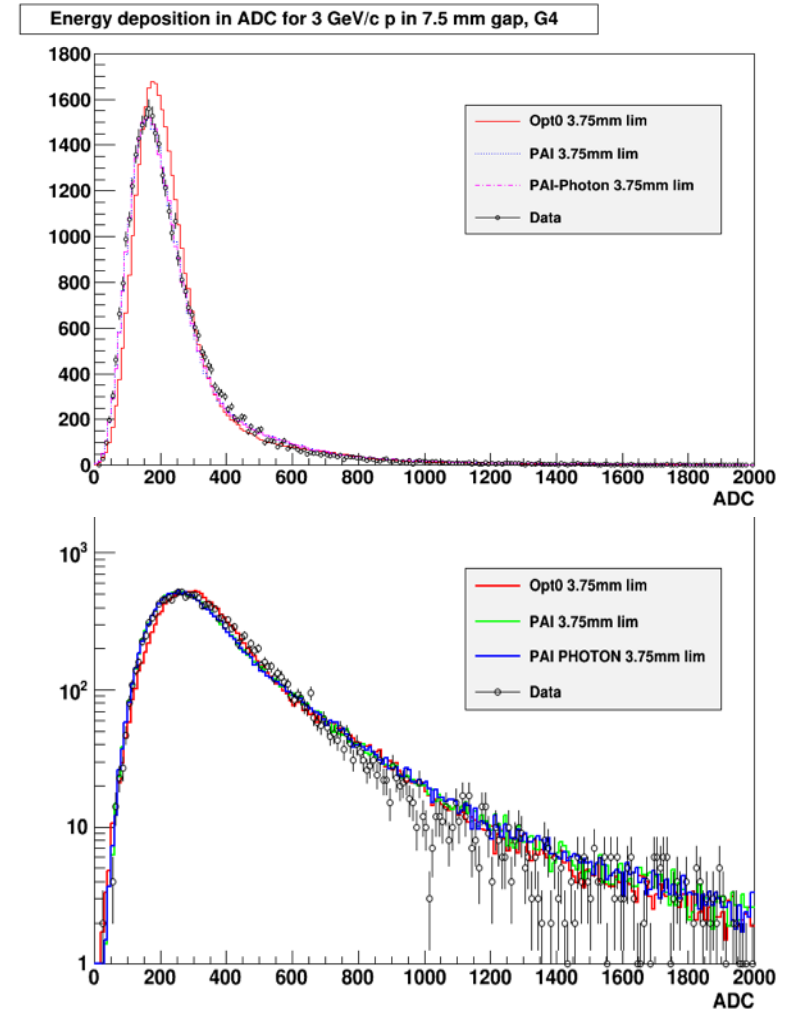 Energy deposition in ADC for 3 GeV/c p in 7.5 mm gap, G4
1800
1600
1400
1200
1000
800
600
400
200
0
Opt0 3.75mm lim
PAI 3.75mm lim
PAI-Photon 3.75mm lim
Data
0 200 400 600 800 1000 1200 1400 1600 1800 2000
ADC
10³
10²
10
1
Opt0 3.75mm lim
PAI 3.75mm lim
PAI PHOTON 3.75mm lim
Data
0 200 400 600 800 1000 1200 1400 1600 1800 2000
ADC